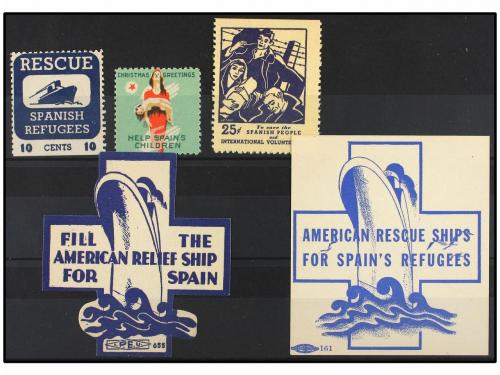 RESCUE
SPANISH
REFUGEES
10 CENTS 10
CHRISTMAS GREETINGS
HELP SPAIN'S
CHILDREN
25¢ To save the
SPANISH PEOPLE
and
INTERNATIONAL VOLUNTEERS
FILL THE
AMERICAN RELIEF SHIP
FOR SPAIN
655
AMERICAN RESCUE SHIPS
FOR SPAIN'S REFUGEES
161